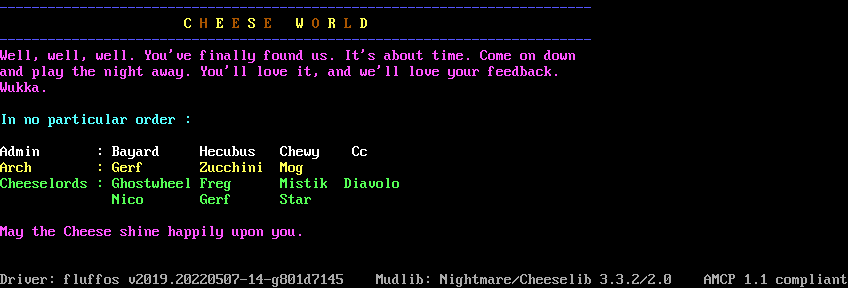 CHEESE WORLD
Well, well, well. You've finally found us. It's about time. Come on down
and play the night away. You'll love it, and we'll love your feedback.
Wukka.
In no particular order :
Admin : Bayard Hecubus Chewy Cc
Arch : Gerf Zucchini Mog
Cheeselords : Ghostwheel Freg Mistik Diavolo
Nico Gerf Star
May the Cheese shine happily upon you.
Driver: fluffos v2019.20220507-14-g801d7145 Mudlib: Nightmare/Cheeselib 3.3.2/2.0 AMCP 1.1 compliant